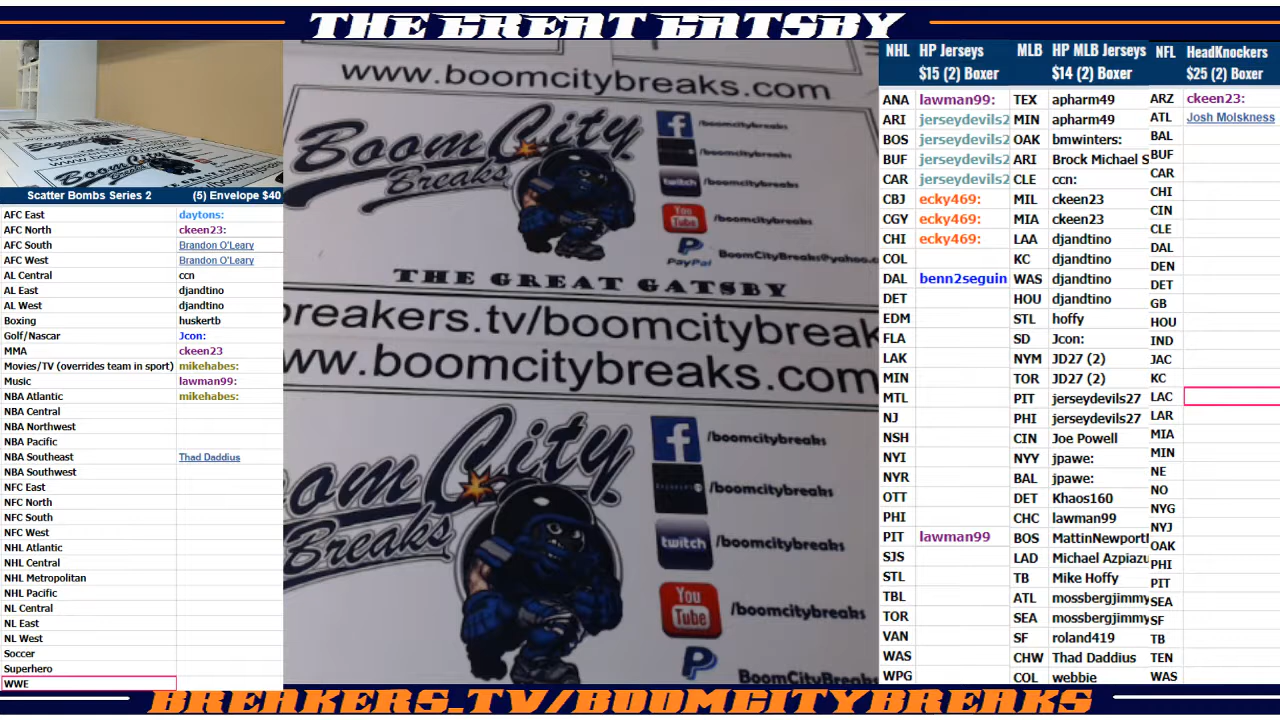 THE GREAT GATSBY
Scatter Bombs Series 2 (5) Envelope $40
AFC East daytons:
AFC North ckeen23:
AFC South Brandon O'Leary
AFC West Brandon O'Leary
AL Central ccn
AL East djandtino
AL West djandtino
Boxing huskertb
Golf/Nascar Jcon:
MMA ckeen23
Movies/TV (overrides team in sport) mikehabes:
Music lawman99:
NBA Atlantic mikehabes:
NBA Central
NBA Northwest
NBA Pacific
NBA Southeast Thad Daddius
NBA Southwest
NFC East
NFC North
NFC South
NFC West
NHL Atlantic
NHL Central
NHL Metropolitan
NHL Pacific
NL Central
NL East
NL West
Soccer
Superhero
WWE
www.boomcitybreaks.com
BoomCity
Breaks
/boomcitybreaks
/boomcitybreaks
twitch /boomcitybreaks
You Tube /boomcitybreaks
PayPal BoomCityBreaks@yahoo.c
THE GREAT GATSBY
breakers.tv/boomcitybreak
ww.boomcitybreaks.com
oomCity
Breaks
/boomcitybreaks
/boomcitybreaks
twitch /boomcitybreaks
You Tube /boomcitybreaks
BoomCityBreaks
NHL HP Jerseys
$15 (2) Boxer
ANA lawman99:
ARI jerseydevils2
BOS jerseydevils2
BUF jerseydevils2
CAR jerseydevils2
CBJ ecky469:
CGY ecky469:
CHI ecky469:
COL
DAL benn2seguin
DET
EDM
FLA
LAK
MIN
MTL
NJ
NSH
NYI
NYR
OTT
PHI
PIT lawman99
SJS
STL
TBL
TOR
VAN
WAS
WPG
MLB HP MLB Jerseys
$14 (2) Boxer
TEX apharm49
MIN apharm49
OAK bmwinters:
ARI Brock Michael S
CLE ccn:
MIL ckeen23
MIA ckeen23
LAA djandtino
KC djandtino
WAS djandtino
HOU djandtino
STL hoffy
SD Jcon:
NYM JD27 (2)
TOR JD27 (2)
PIT jerseydevils27
PHI jerseydevils27
CIN Joe Powell
NYY jpawe:
BAL jpawe:
DET Khaos160
CHC lawman99
BOS MattinNewport
LAD Michael Azpiazu
TB Mike Hoffy
ATL mossbergjimmy
SEA mossbergjimmy
SF roland419
CHW Thad Daddius
COL webbie
NFL HeadKnockers
$25 (2) Boxer
ARZ ckeen23:
ATL Josh Molskness
BAL
BUF
CAR
CHI
CIN
CLE
DAL
DEN
DET
GB
HOU
IND
JAC
KC
LAC
LAR
MIA
MIN
NE
NO
NYG
NYJ
OAK
PHI
PIT
SEA
SF
TB
TEN
WAS
BREAKERS.TV/BOOMCITYBREAKS